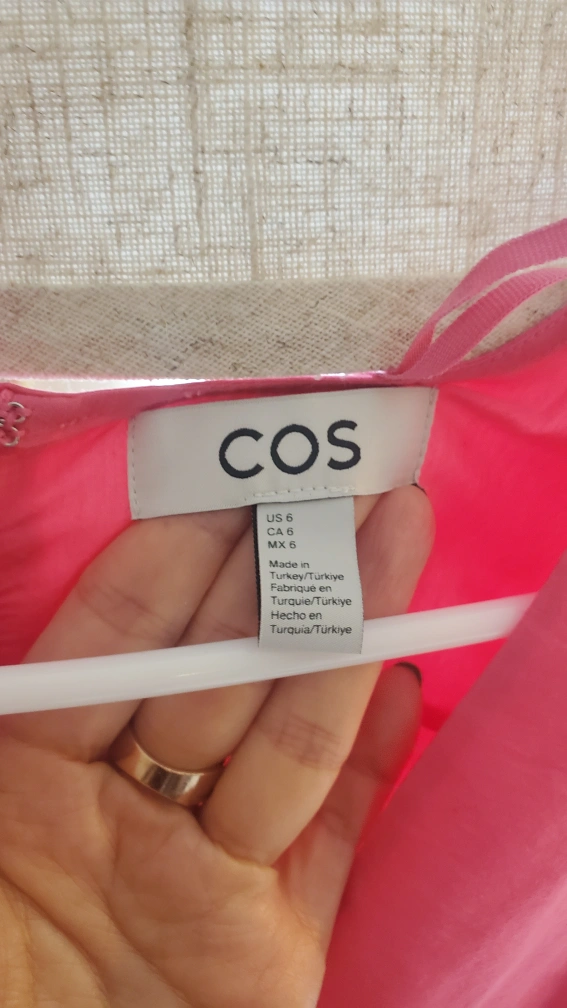 COS
US 6
CA 6
MX 6
Made in
Turkey/Türkiye
Fabriqué en
Turquie/Türkiye
Hecho en
Turquía/Türkiye